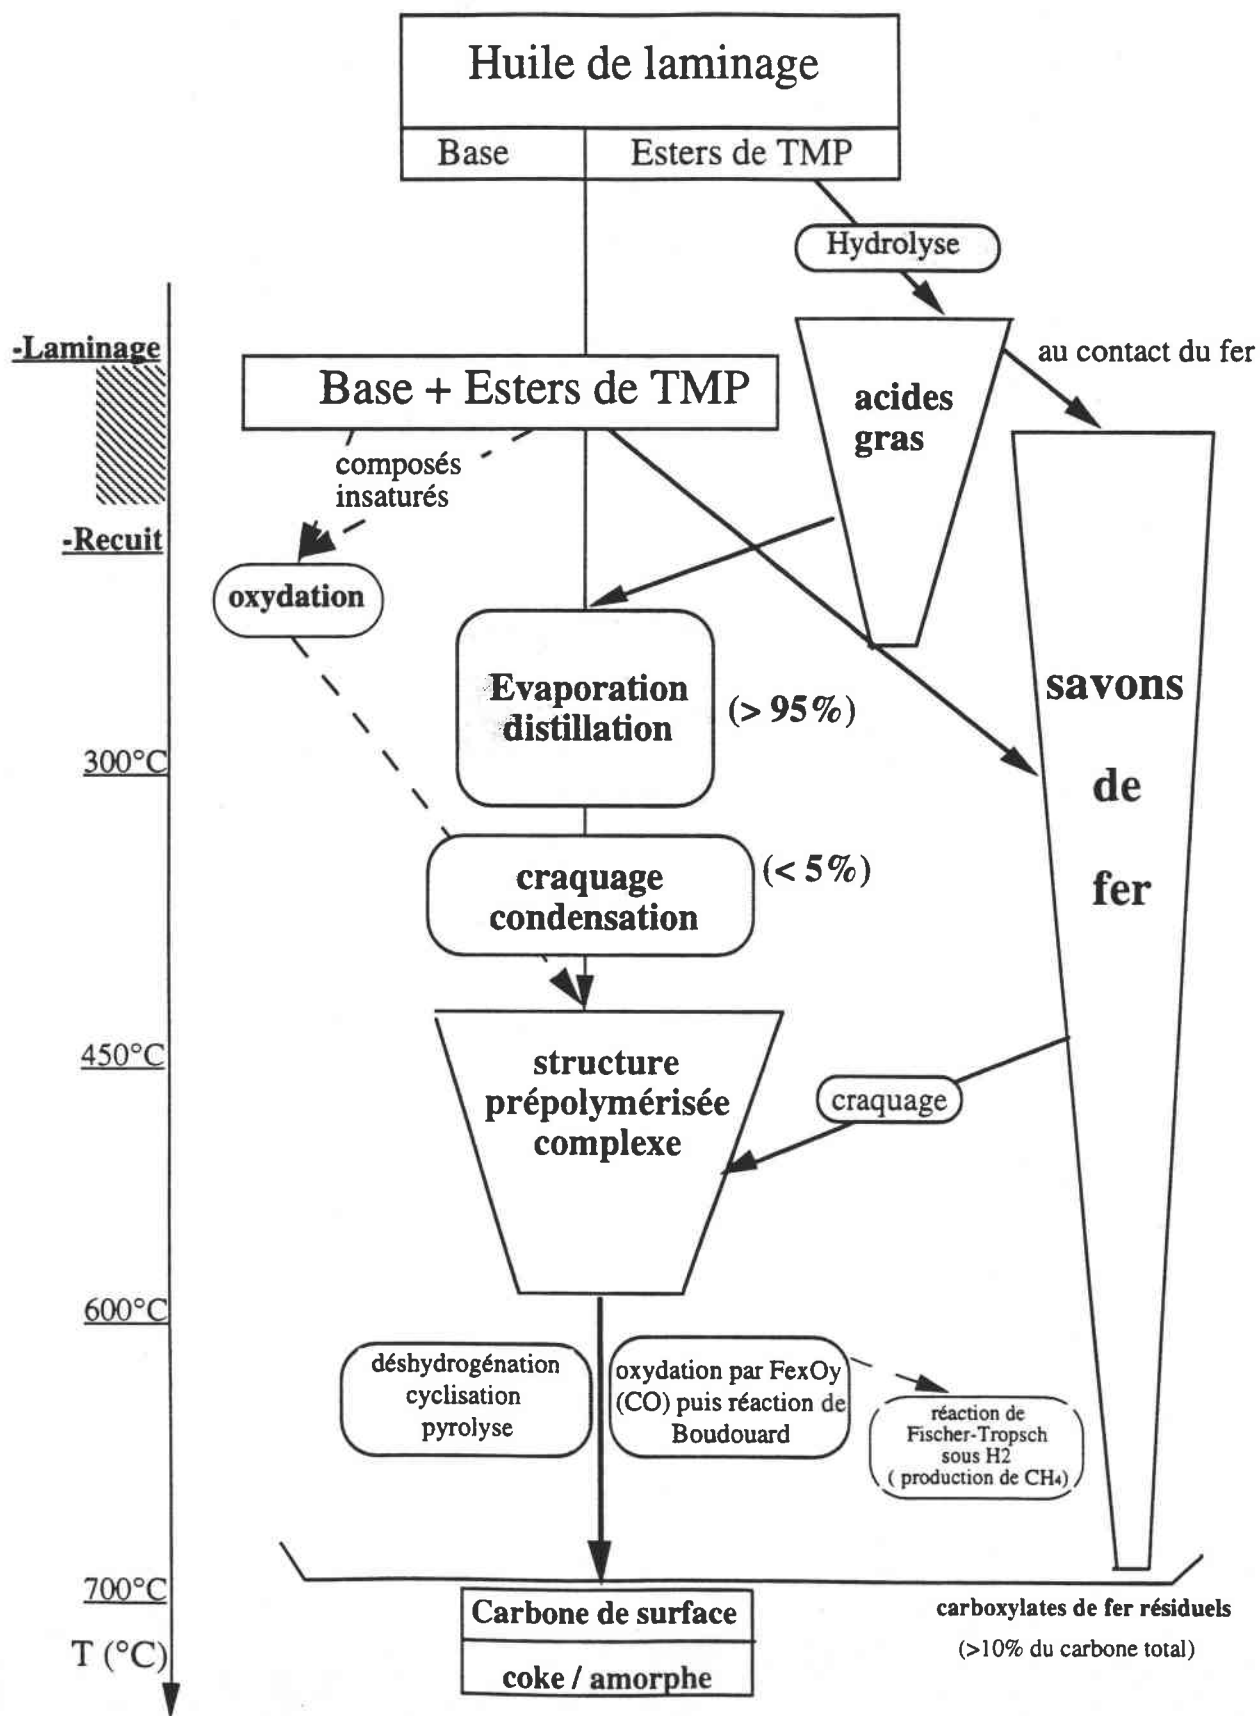 Huile de laminage
Base
Esters de TMP
Hydrolyse
-Laminage
au contact du fer
Base + Esters de TMP
acides
gras
composés
insaturés
-Recuit
oxydation
Evaporation
distillation
(> 95%)
savons
de
fer
300°C
craquage
condensation
(< 5%)
450°C
structure
prépolymérisée
complexe
craquage
600°C
déshydrogénation
cyclisation
pyrolyse
oxydation par FexOy
(CO) puis réaction de
Boudouard
réaction de
Fischer-Tropsch
sous H2
( production de CH4)
700°C
Carbone de surface
coke / amorphe
carboxylates de fer résiduels
(>10% du carbone total)
T (°C)